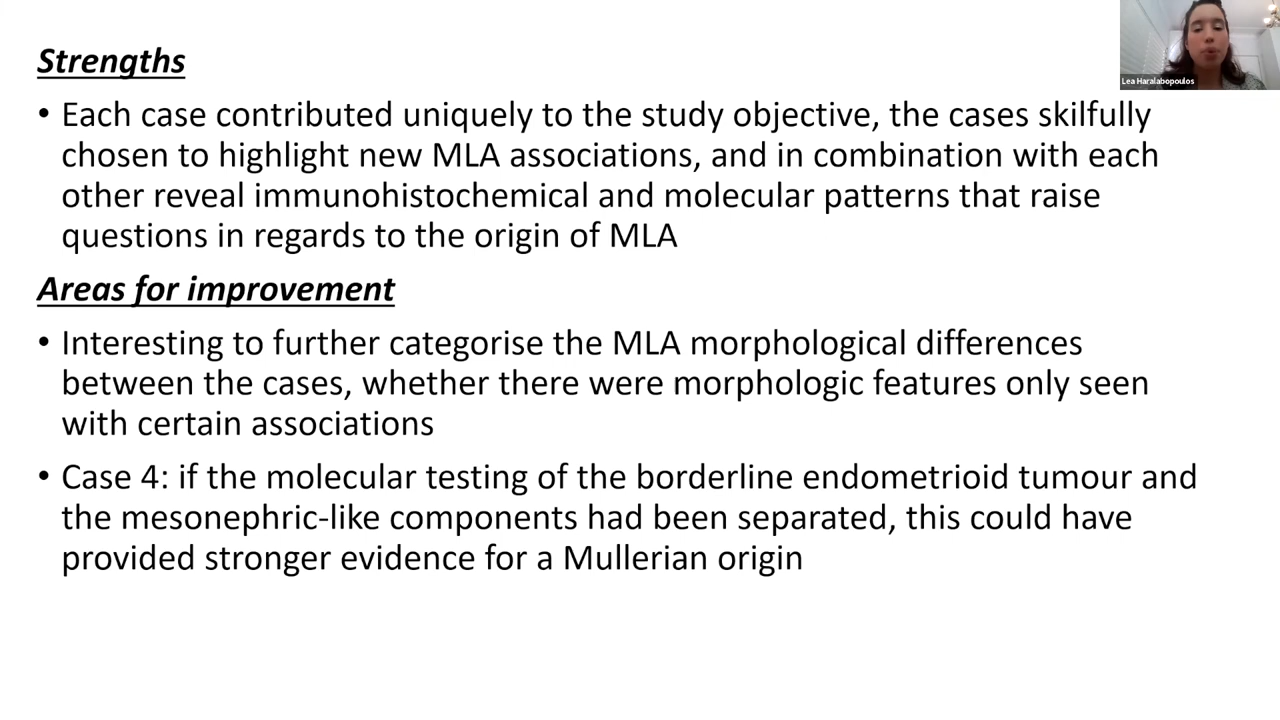 Strengths
• Each case contributed uniquely to the study objective, the cases skilfully
chosen to highlight new MLA associations, and in combination with each
other reveal immunohistochemical and molecular patterns that raise
questions in regards to the origin of MLA
Areas for improvement
• Interesting to further categorise the MLA morphological differences
between the cases, whether there were morphologic features only seen
with certain associations
• Case 4: if the molecular testing of the borderline endometrioid tumour and
the mesonephric-like components had been separated, this could have
provided stronger evidence for a Mullerian origin
Lea Haralabopoulos